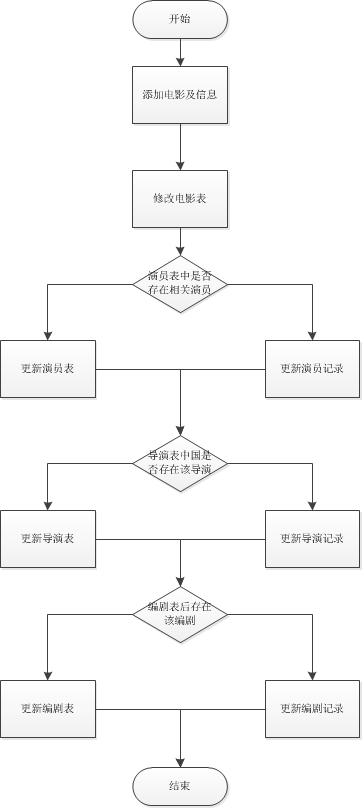 开始
添加电影及信息
修改电影表
演员表中是否
存在相关演员
更新演员表
更新演员记录
导演表中国是
否存在该导演
更新导演表
更新导演记录
编剧表后存在
该编剧
更新编剧表
更新编剧记录
结束